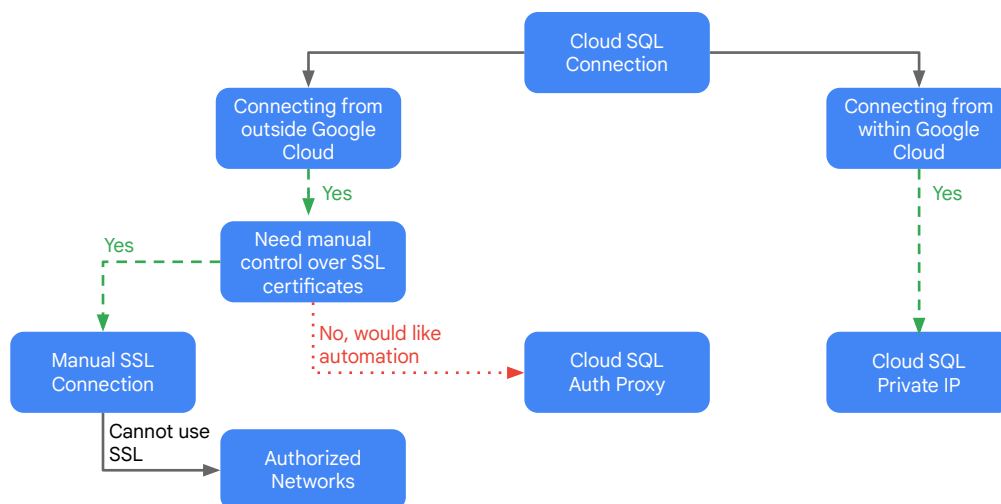 Cloud SQL
Connection
Connecting from
outside Google
Cloud
Connecting from
within Google
Cloud
Yes
Yes
Need manual
control over SSL
certificates
Yes
No, would like
automation
Manual SSL
Connection
Cloud SQL
Auth Proxy
Cloud SQL
Private IP
Cannot use
SSL
Authorized
Networks